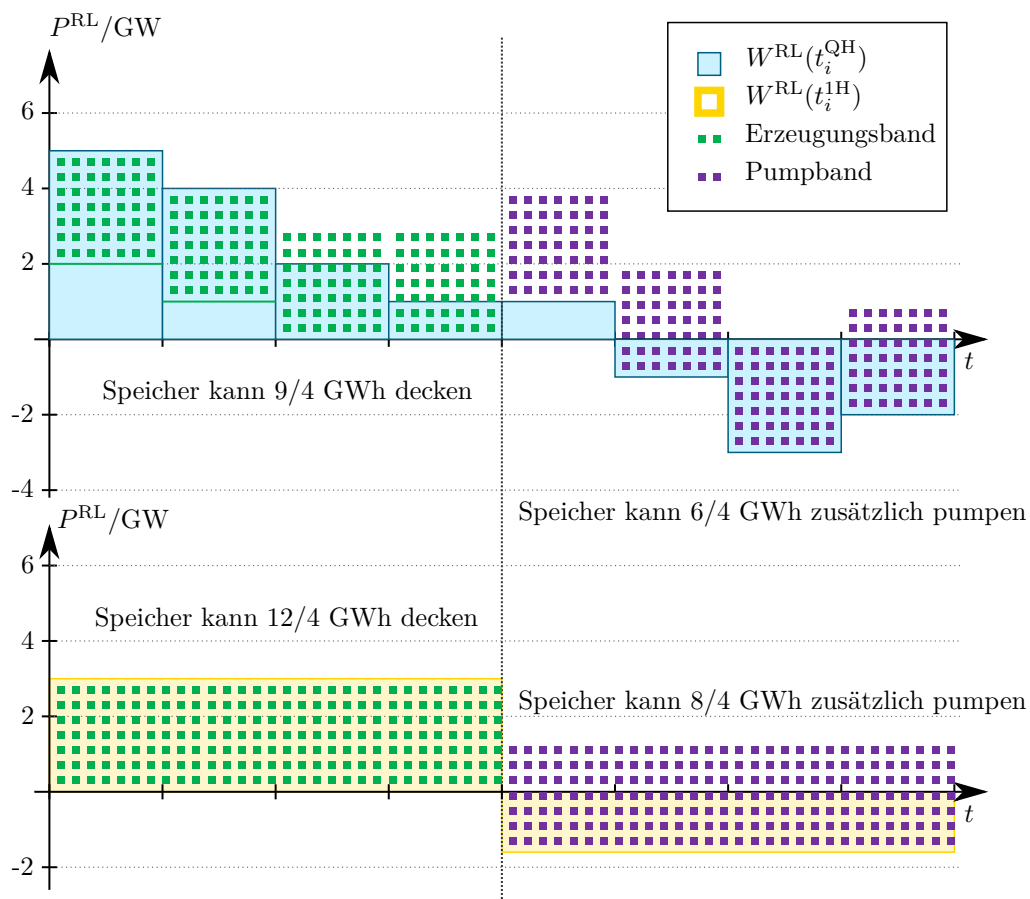 P^RL/GW
W^RL(t_i^QH)
W^RL(t_i^1H)
Erzeugungsband
Pumpband
6
4
2
t
Speicher kann 9/4 GWh decken
-2
-4
Speicher kann 6/4 GWh zusätzlich pumpen
P^RL/GW
6
Speicher kann 12/4 GWh decken
4
Speicher kann 8/4 GWh zusätzlich pumpen
2
t
-2